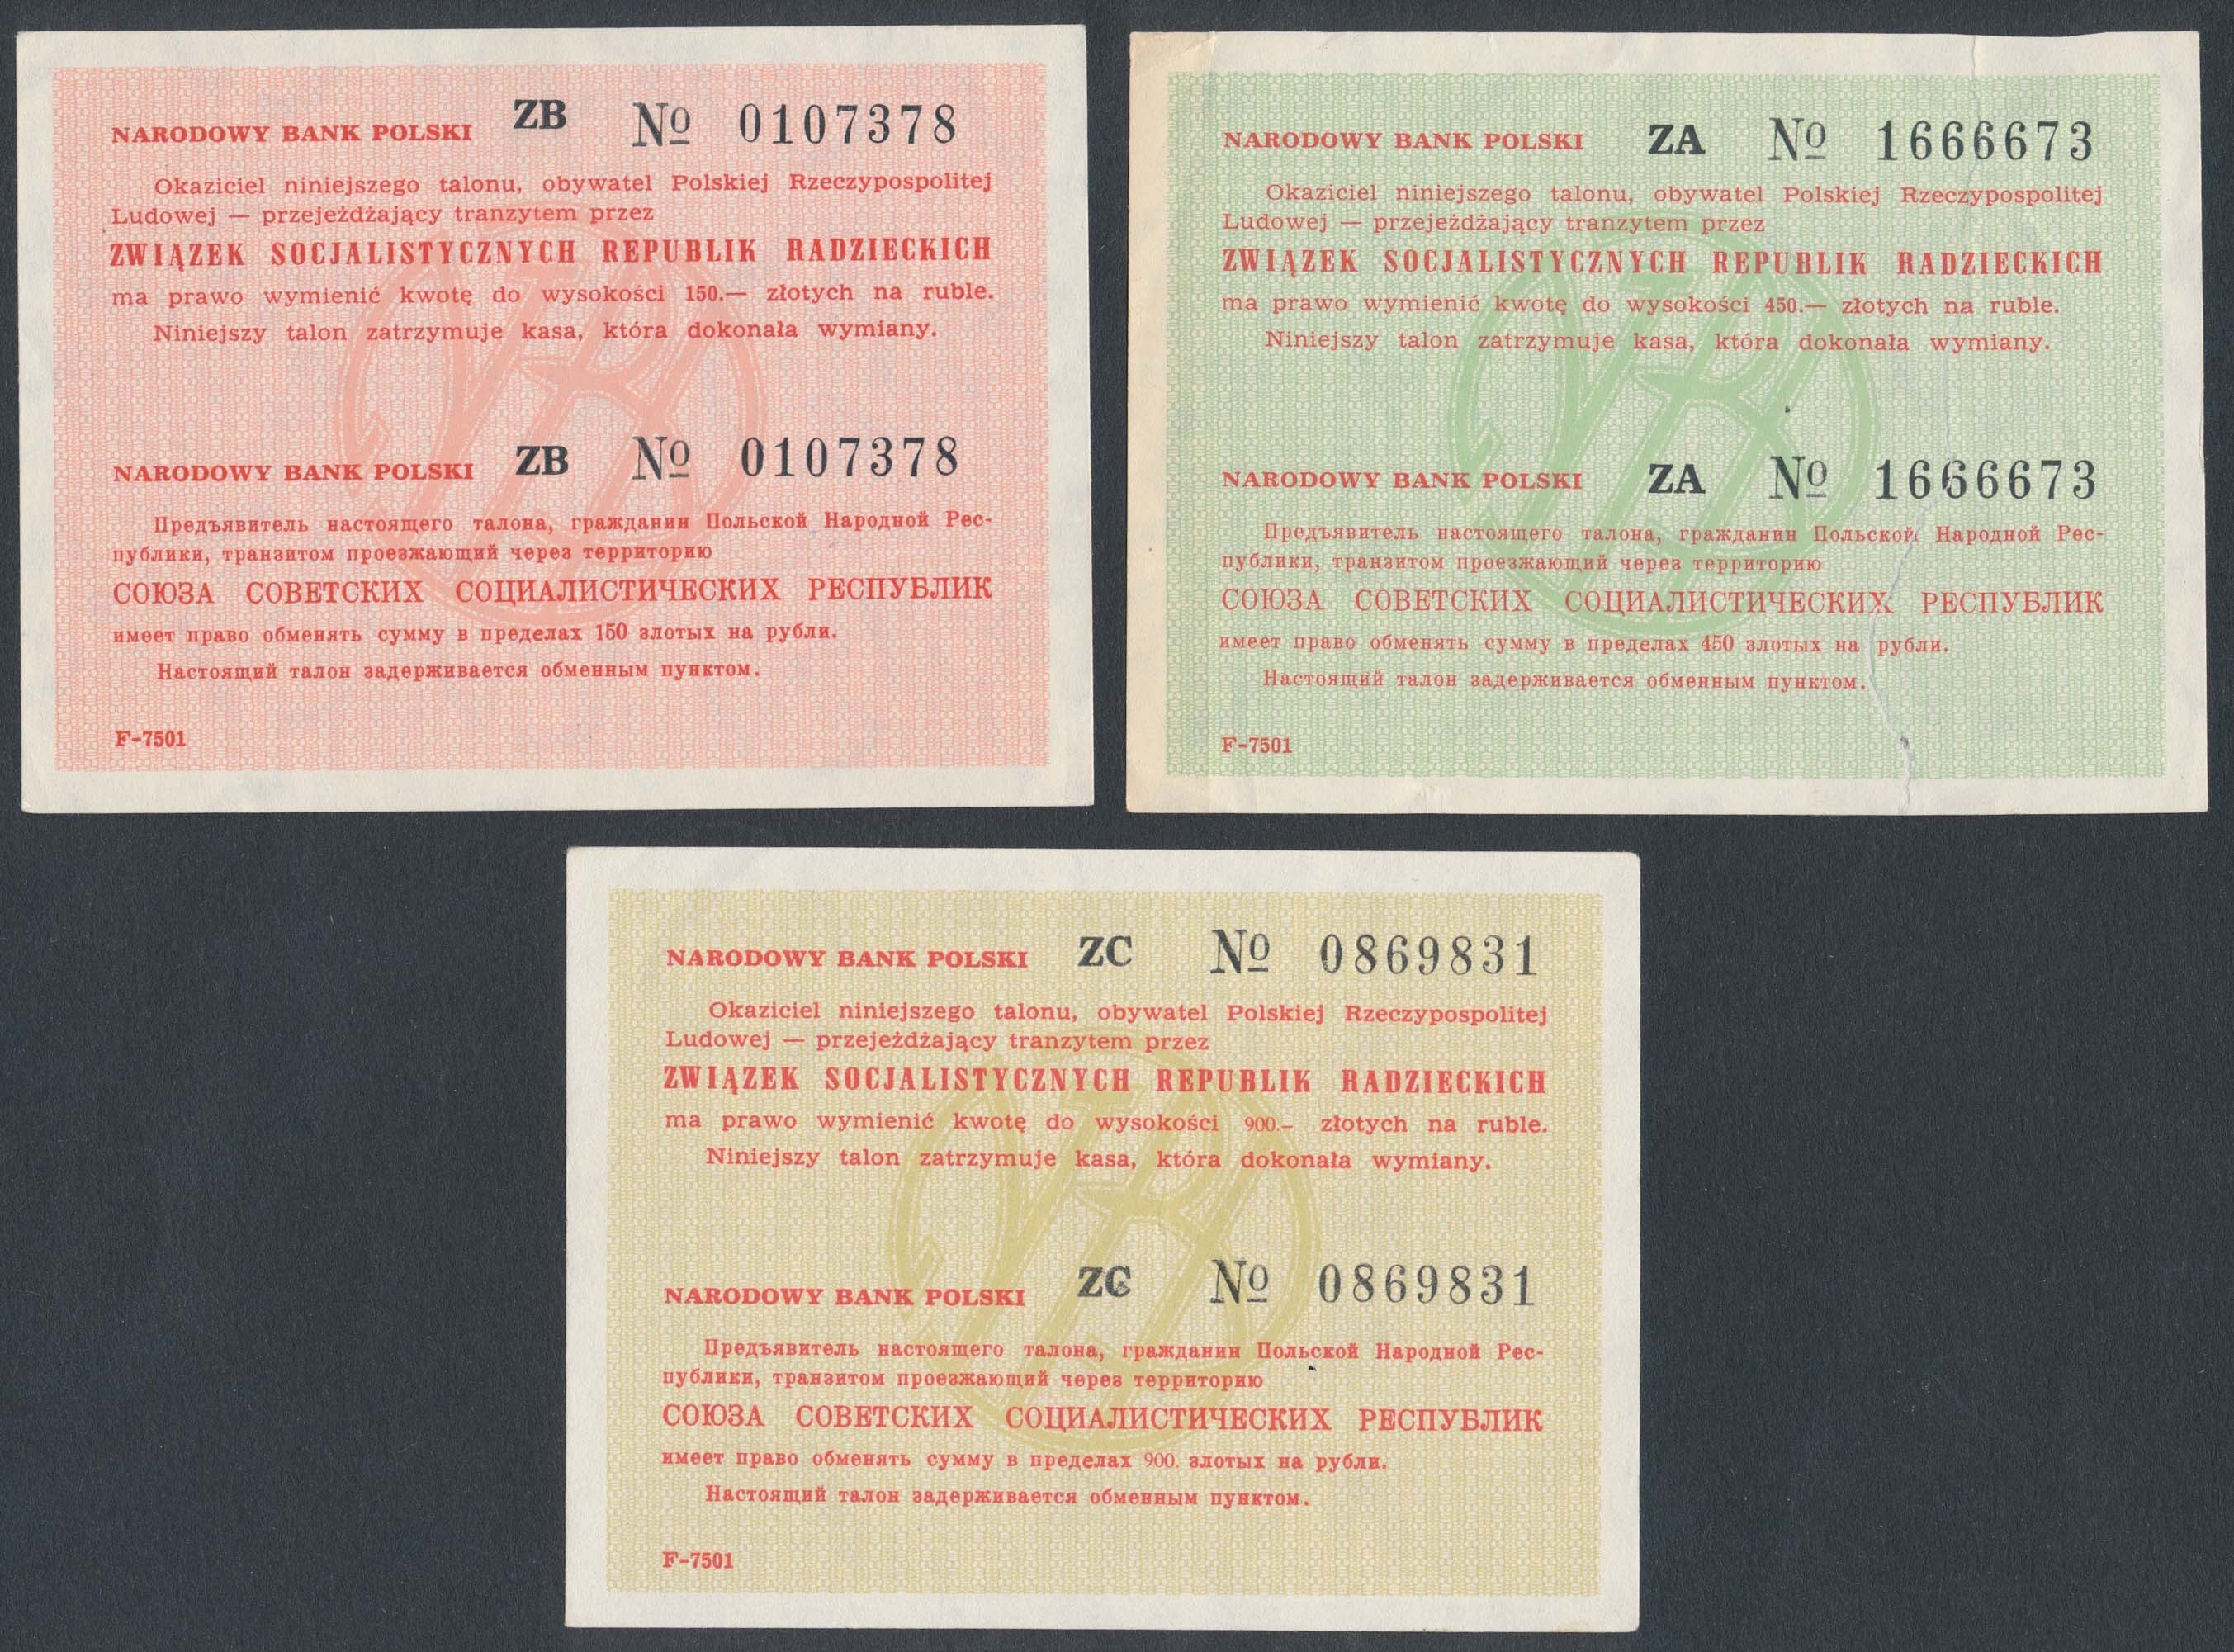 NARODOWY BANK POLSKI ZB № 0107378
Okaziciel niniejszego talonu, obywatel Polskiej Rzeczypospolitej
Ludowej — przejeżdżający tranzytem przez
ZWIĄZEK SOCJALISTYCZNYCH REPUBLIK RADZIECKICH
ma prawo wymienić kwotę do wysokości 150.— złotych na ruble.
Niniejszy talon zatrzymuje kasa, która dokonała wymiany.
NARODOWY BANK POLSKI ZB № 0107378
Предъявитель настоящего талона, гражданин Польской Народной Рес-
публики, транзитом проезжающий через территорию
СОЮЗА СОВЕТСКИХ СОЦИАЛИСТИЧЕСКИХ РЕСПУБЛИК
имеет право обменять сумму в пределах 150 злотых на рубли.
Настоящий талон задерживается обменным пунктом.
F-7501
NARODOWY BANK POLSKI ZA № 1666673
Okaziciel niniejszego talonu, obywatel Polskiej Rzeczypospolitej
Ludowej — przejeżdżający tranzytem przez
ZWIĄZEK SOCJALISTYCZNYCH REPUBLIK RADZIECKICH
ma prawo wymienić kwotę do wysokości 450.— złotych na ruble.
Niniejszy talon zatrzymuje kasa, która dokonała wymiany.
NARODOWY BANK POLSKI ZA № 1666673
Предъявитель настоящего талона, гражданин Польской Народной Рес-
публики, транзитом проезжающий через территорию
СОЮЗА СОВЕТСКИХ СОЦИАЛИСТИЧЕСКИХ РЕСПУБЛИК
имеет право обменять сумму в пределах 450 злотых на рубли.
Настоящий талон задерживается обменным пунктом.
F-7501
NARODOWY BANK POLSKI ZC № 0869831
Okaziciel niniejszego talonu, obywatel Polskiej Rzeczypospolitej
Ludowej — przejeżdżający tranzytem przez
ZWIĄZEK SOCJALISTYCZNYCH REPUBLIK RADZIECKICH
ma prawo wymienić kwotę do wysokości 900.– złotych na ruble.
Niniejszy talon zatrzymuje kasa, która dokonała wymiany.
NARODOWY BANK POLSKI ZC № 0869831
Предъявитель настоящего талона, гражданин Польской Народной Рес-
публики, транзитом проезжающий через территорию
СОЮЗА СОВЕТСКИХ СОЦИАЛИСТИЧЕСКИХ РЕСПУБЛИК
имеет право обменять сумму в пределах 900. злотых на рубли.
Настоящий талон задерживается обменным пунктом.
F-7501